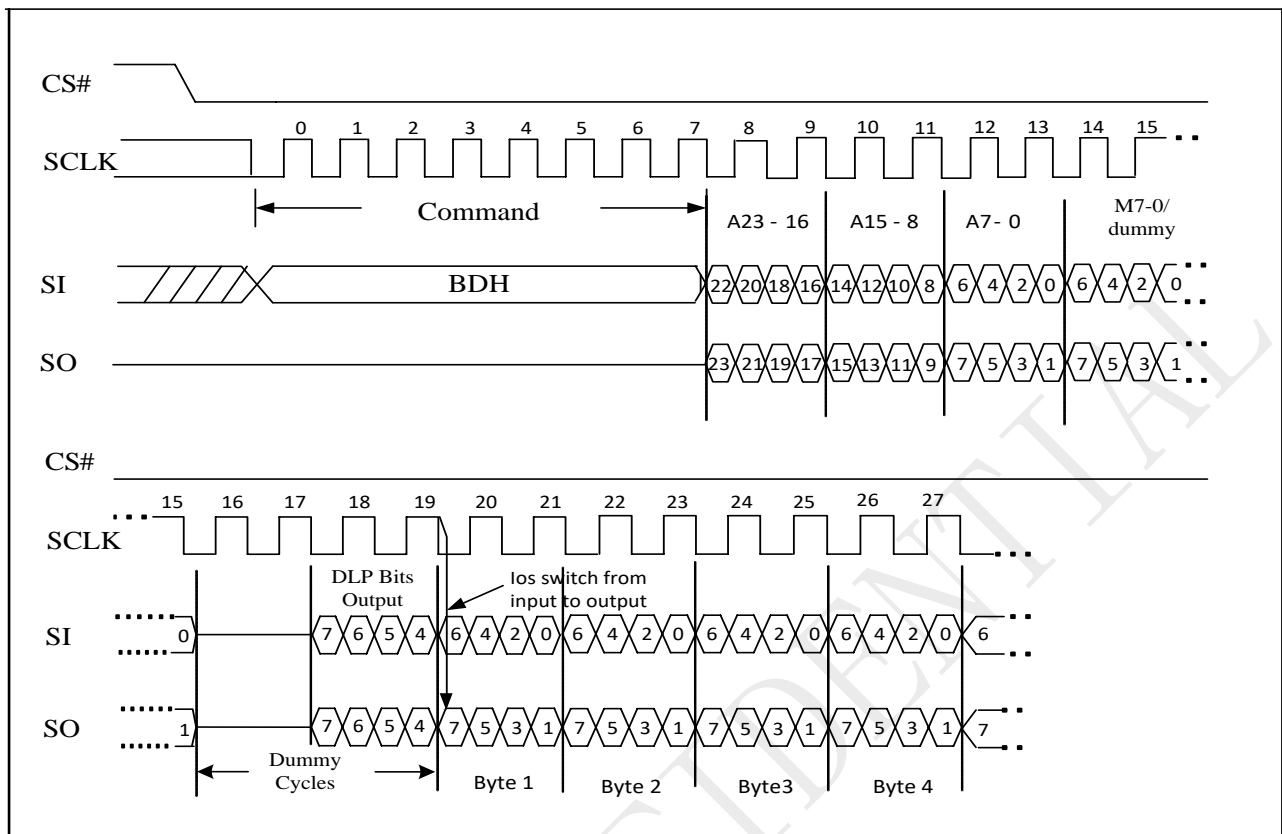 CS#
0 1 2 3 4 5 6 7 8 9 10 11 12 13 14 15
SCLK
Command
A23 - 16 A15 - 8 A7 - 0 M7-0/
dummy
SI BDH 22 20 18 16 14 12 10 8 6 4 2 0 6 4 2 0
SO 23 21 19 17 15 13 11 9 7 5 3 1 7 5 3 1
CS#
15 16 17 18 19 20 21 22 23 24 25 26 27
SCLK
DLP Bits
Output
Ios switch from
input to output
SI 0 7 6 5 4 6 4 2 0 6 4 2 0 6 4 2 0 6 4 2 0 6
SO 1 7 6 5 4 7 5 3 1 7 5 3 1 7 5 3 1 7 5 3 1 7
Dummy
Cycles
Byte 1 Byte 2 Byte3 Byte 4